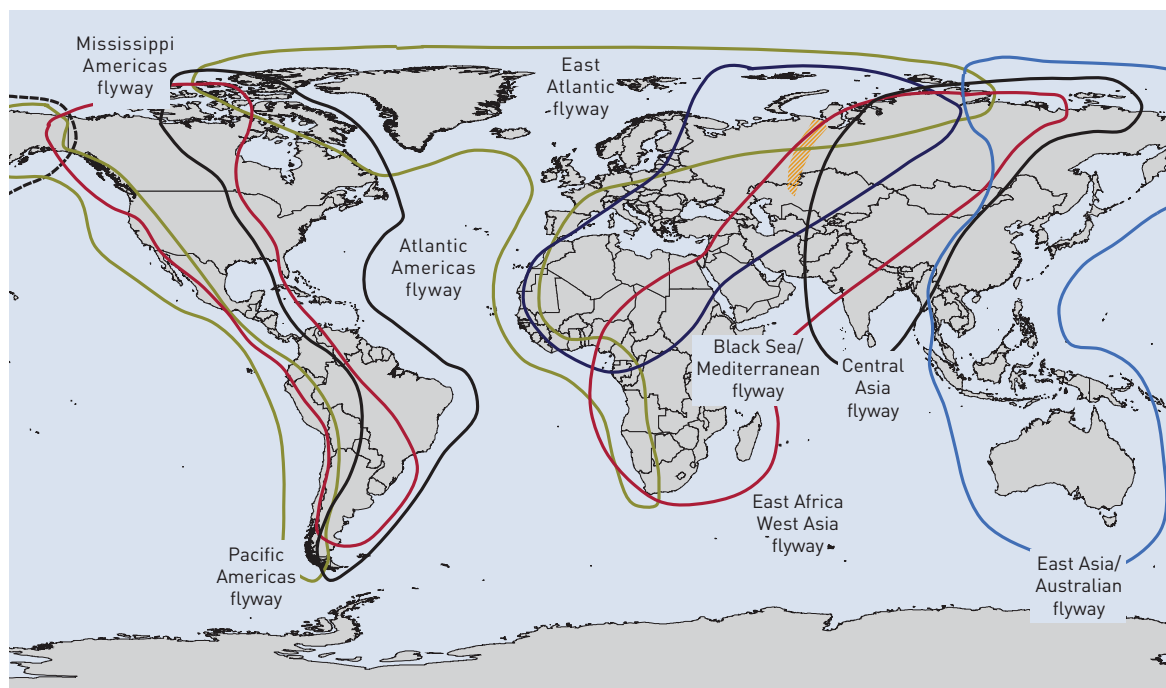 Mississippi
Americas
flyway
East
Atlantic
flyway
Atlantic
Americas
flyway
Black Sea/
Mediterranean
flyway
Central
Asia
flyway
East Africa
West Asia
flyway
Pacific
Americas
flyway
East Asia/
Australian
flyway